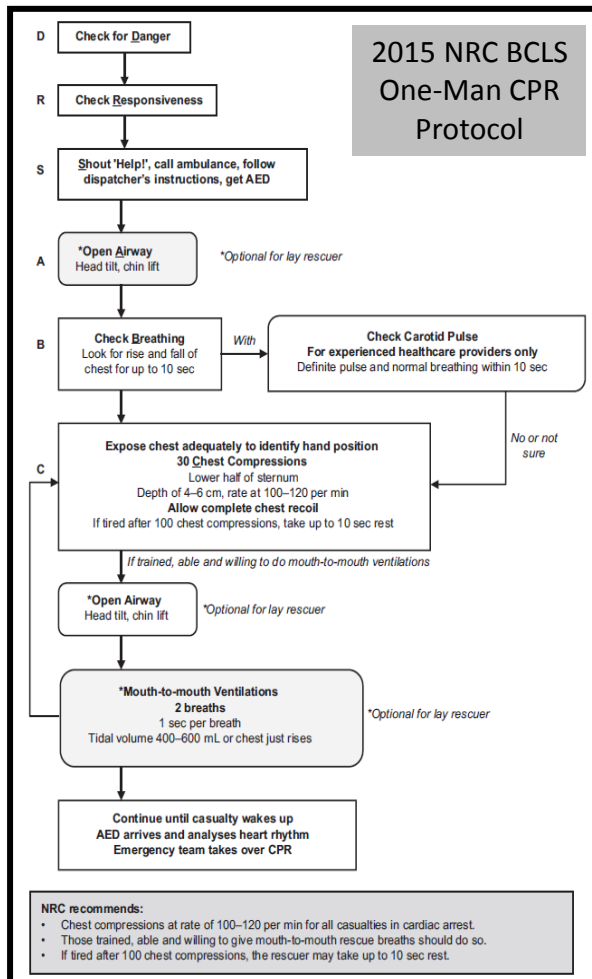 2015 NRC BCLS
One-Man CPR
Protocol
D
Check for Danger
R
Check Responsiveness
S
Shout 'Help!', call ambulance, follow
dispatcher's instructions, get AED
A
*Open Airway
Head tilt, chin lift
*Optional for lay rescuer
B
Check Breathing
Look for rise and fall of
chest for up to 10 sec
With
Check Carotid Pulse
For experienced healthcare providers only
Definite pulse and normal breathing within 10 sec
No or not
sure
C
Expose chest adequately to identify hand position
30 Chest Compressions
Lower half of sternum
Depth of 4–6 cm, rate at 100–120 per min
Allow complete chest recoil
If tired after 100 chest compressions, take up to 10 sec rest
If trained, able and willing to do mouth-to-mouth ventilations
*Open Airway
Head tilt, chin lift
*Optional for lay rescuer
*Mouth-to-mouth Ventilations
2 breaths
1 sec per breath
Tidal volume 400–600 mL or chest just rises
*Optional for lay rescuer
Continue until casualty wakes up
AED arrives and analyses heart rhythm
Emergency team takes over CPR
NRC recommends:
• Chest compressions at rate of 100–120 per min for all casualties in cardiac arrest.
• Those trained, able and willing to give mouth-to-mouth rescue breaths should do so.
• If tired after 100 chest compressions, the rescuer may take up to 10 sec rest.